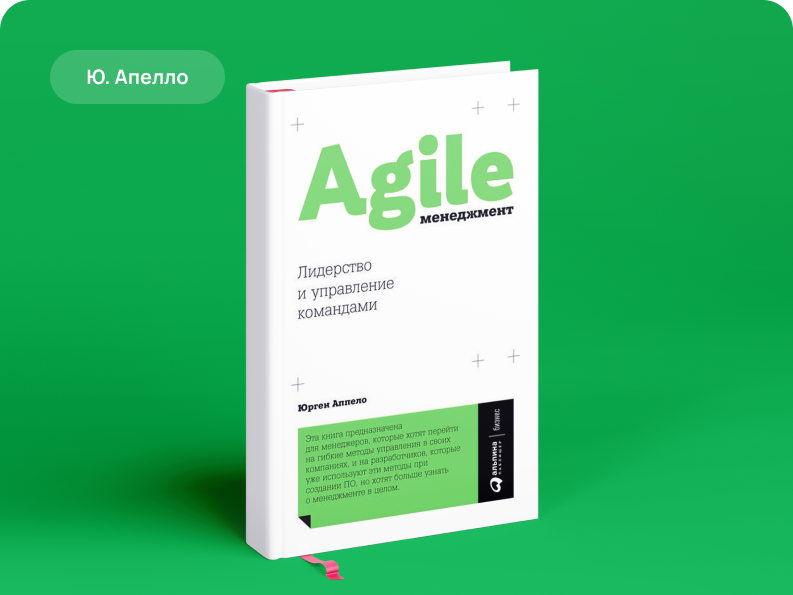 Ю. Апелло
Agile
менеджмент
Лидерство
и управление
командами
Юрген Аппело
Эта книга предназначена
для менеджеров, которые хотят перейти
на гибкие методы управления в своих
компаниях, и на разработчиков, которые
уже используют эти методы при
создании ПО, но хотят больше узнать
о менеджменте в целом.
альпина
ПАБЛИШЕР
бизнес